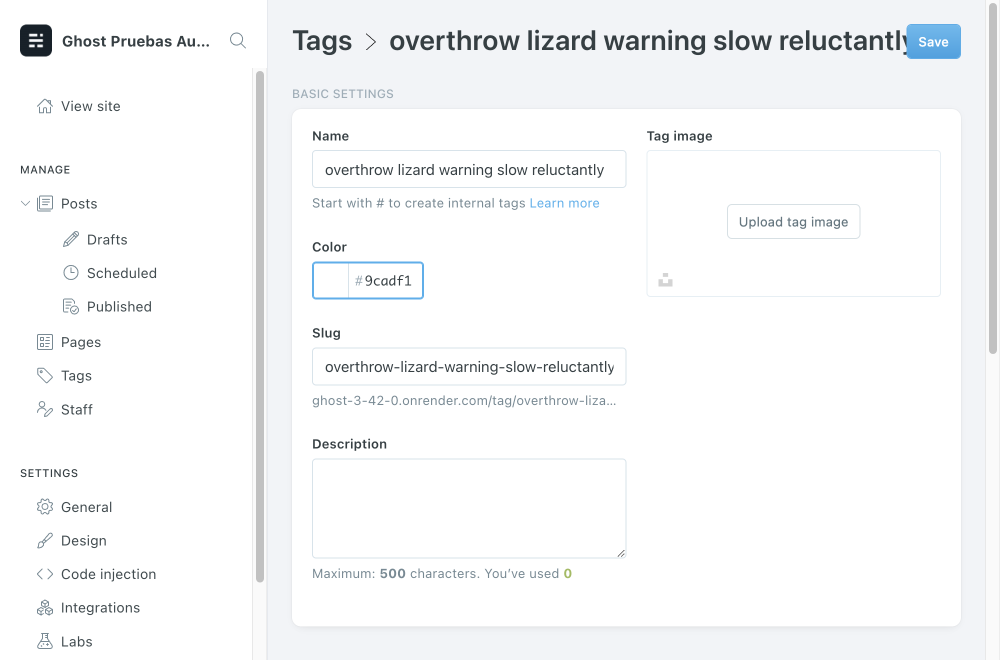 Ghost Pruebas Au...
View site
MANAGE
Posts
Drafts
Scheduled
Published
Pages
Tags
Staff
SETTINGS
General
Design
Code injection
Integrations
Labs
Tags > overthrow lizard warning slow reluctantly
Save
BASIC SETTINGS
Name
overthrow lizard warning slow reluctantly
Start with # to create internal tags Learn more
Color
#9cadf1
Slug
overthrow-lizard-warning-slow-reluctantly
ghost-3-42-0.onrender.com/tag/overthrow-liza...
Description
Maximum: 500 characters. You’ve used 0
Tag image
Upload tag image